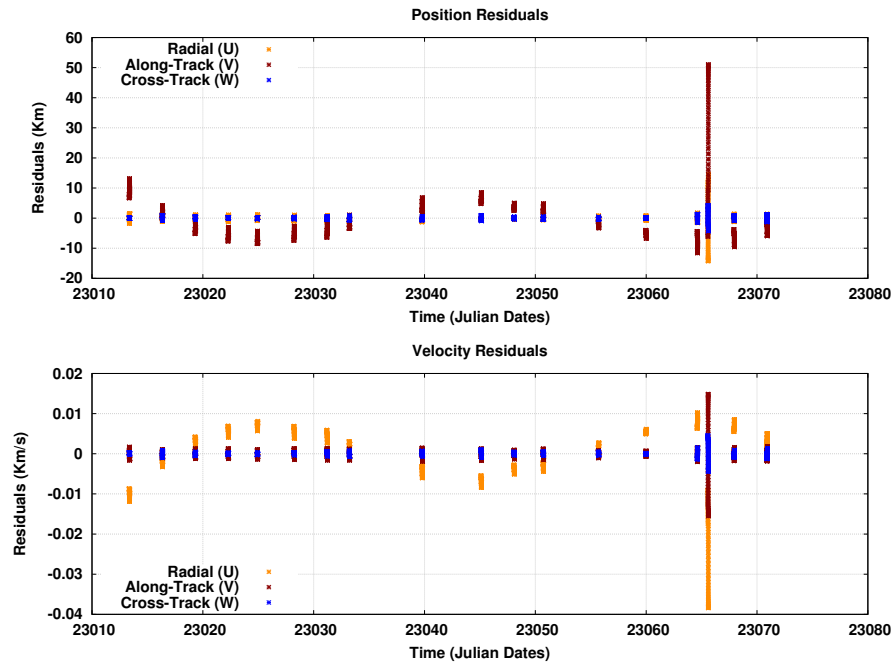 Position Residuals
Radial (U)
Along-Track (V)
Cross-Track (W)
Residuals (Km)
60
50
40
30
20
10
0
-10
-20
23010 23020 23030 23040 23050 23060 23070 23080
Time (Julian Dates)
Velocity Residuals
Residuals (Km/s)
0.02
0.01
0
-0.01
-0.02
-0.03
-0.04
Radial (U)
Along-Track (V)
Cross-Track (W)
23010 23020 23030 23040 23050 23060 23070 23080
Time (Julian Dates)